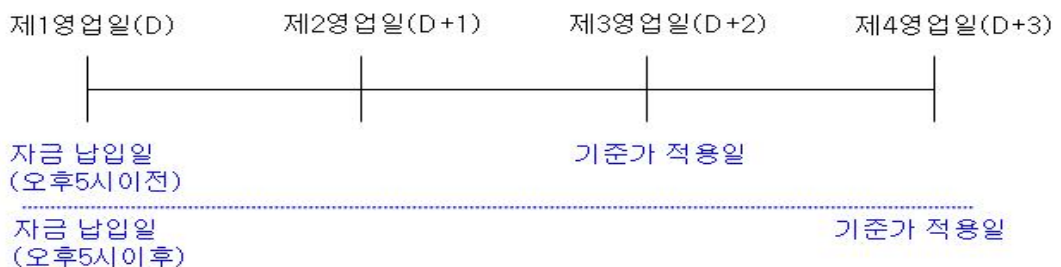 제1영업일(D) 제2영업일(D+1) 제3영업일(D+2) 제4영업일(D+3)
자금 납입일 기준가 적용일
(오후5시이전)
자금 납입일 기준가 적용일
(오후5시이후)